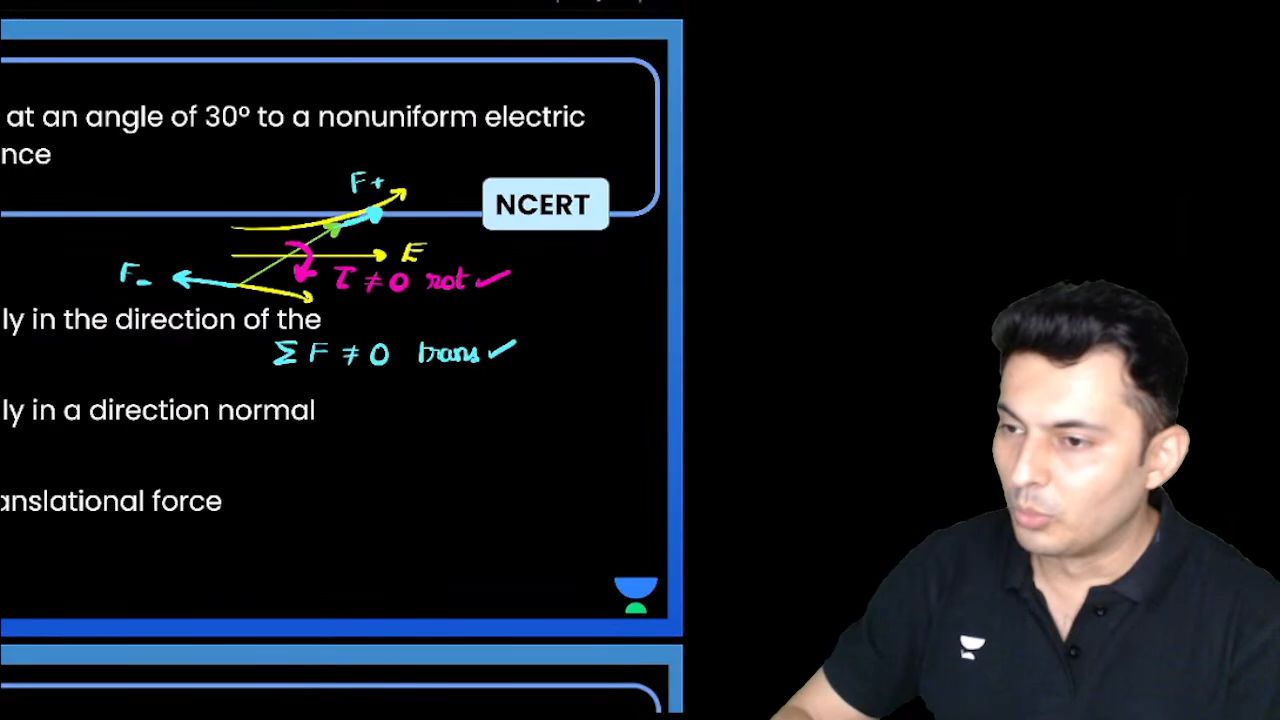 at an angle of 30° to a nonuniform electric
nce
F+
NCERT
E
F-
τ ≠ 0 rot ✓
ly in the direction of the
Σ F ≠ 0 trans ✓
ly in a direction normal
anslational force